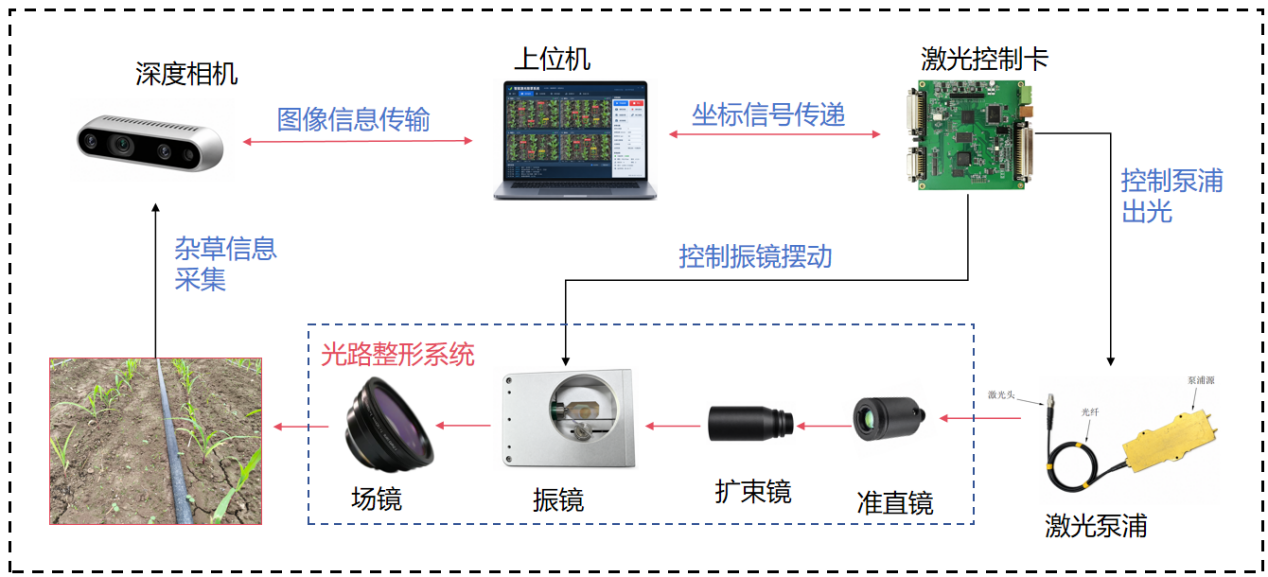 深度相机
上位机
激光控制卡
图像信息传输
坐标信号传递
控制泵浦
出光
杂草信息
采集
控制振镜摆动
光路整形系统
激光头
光纤
泵浦源
场镜
振镜
扩束镜
准直镜
激光泵浦